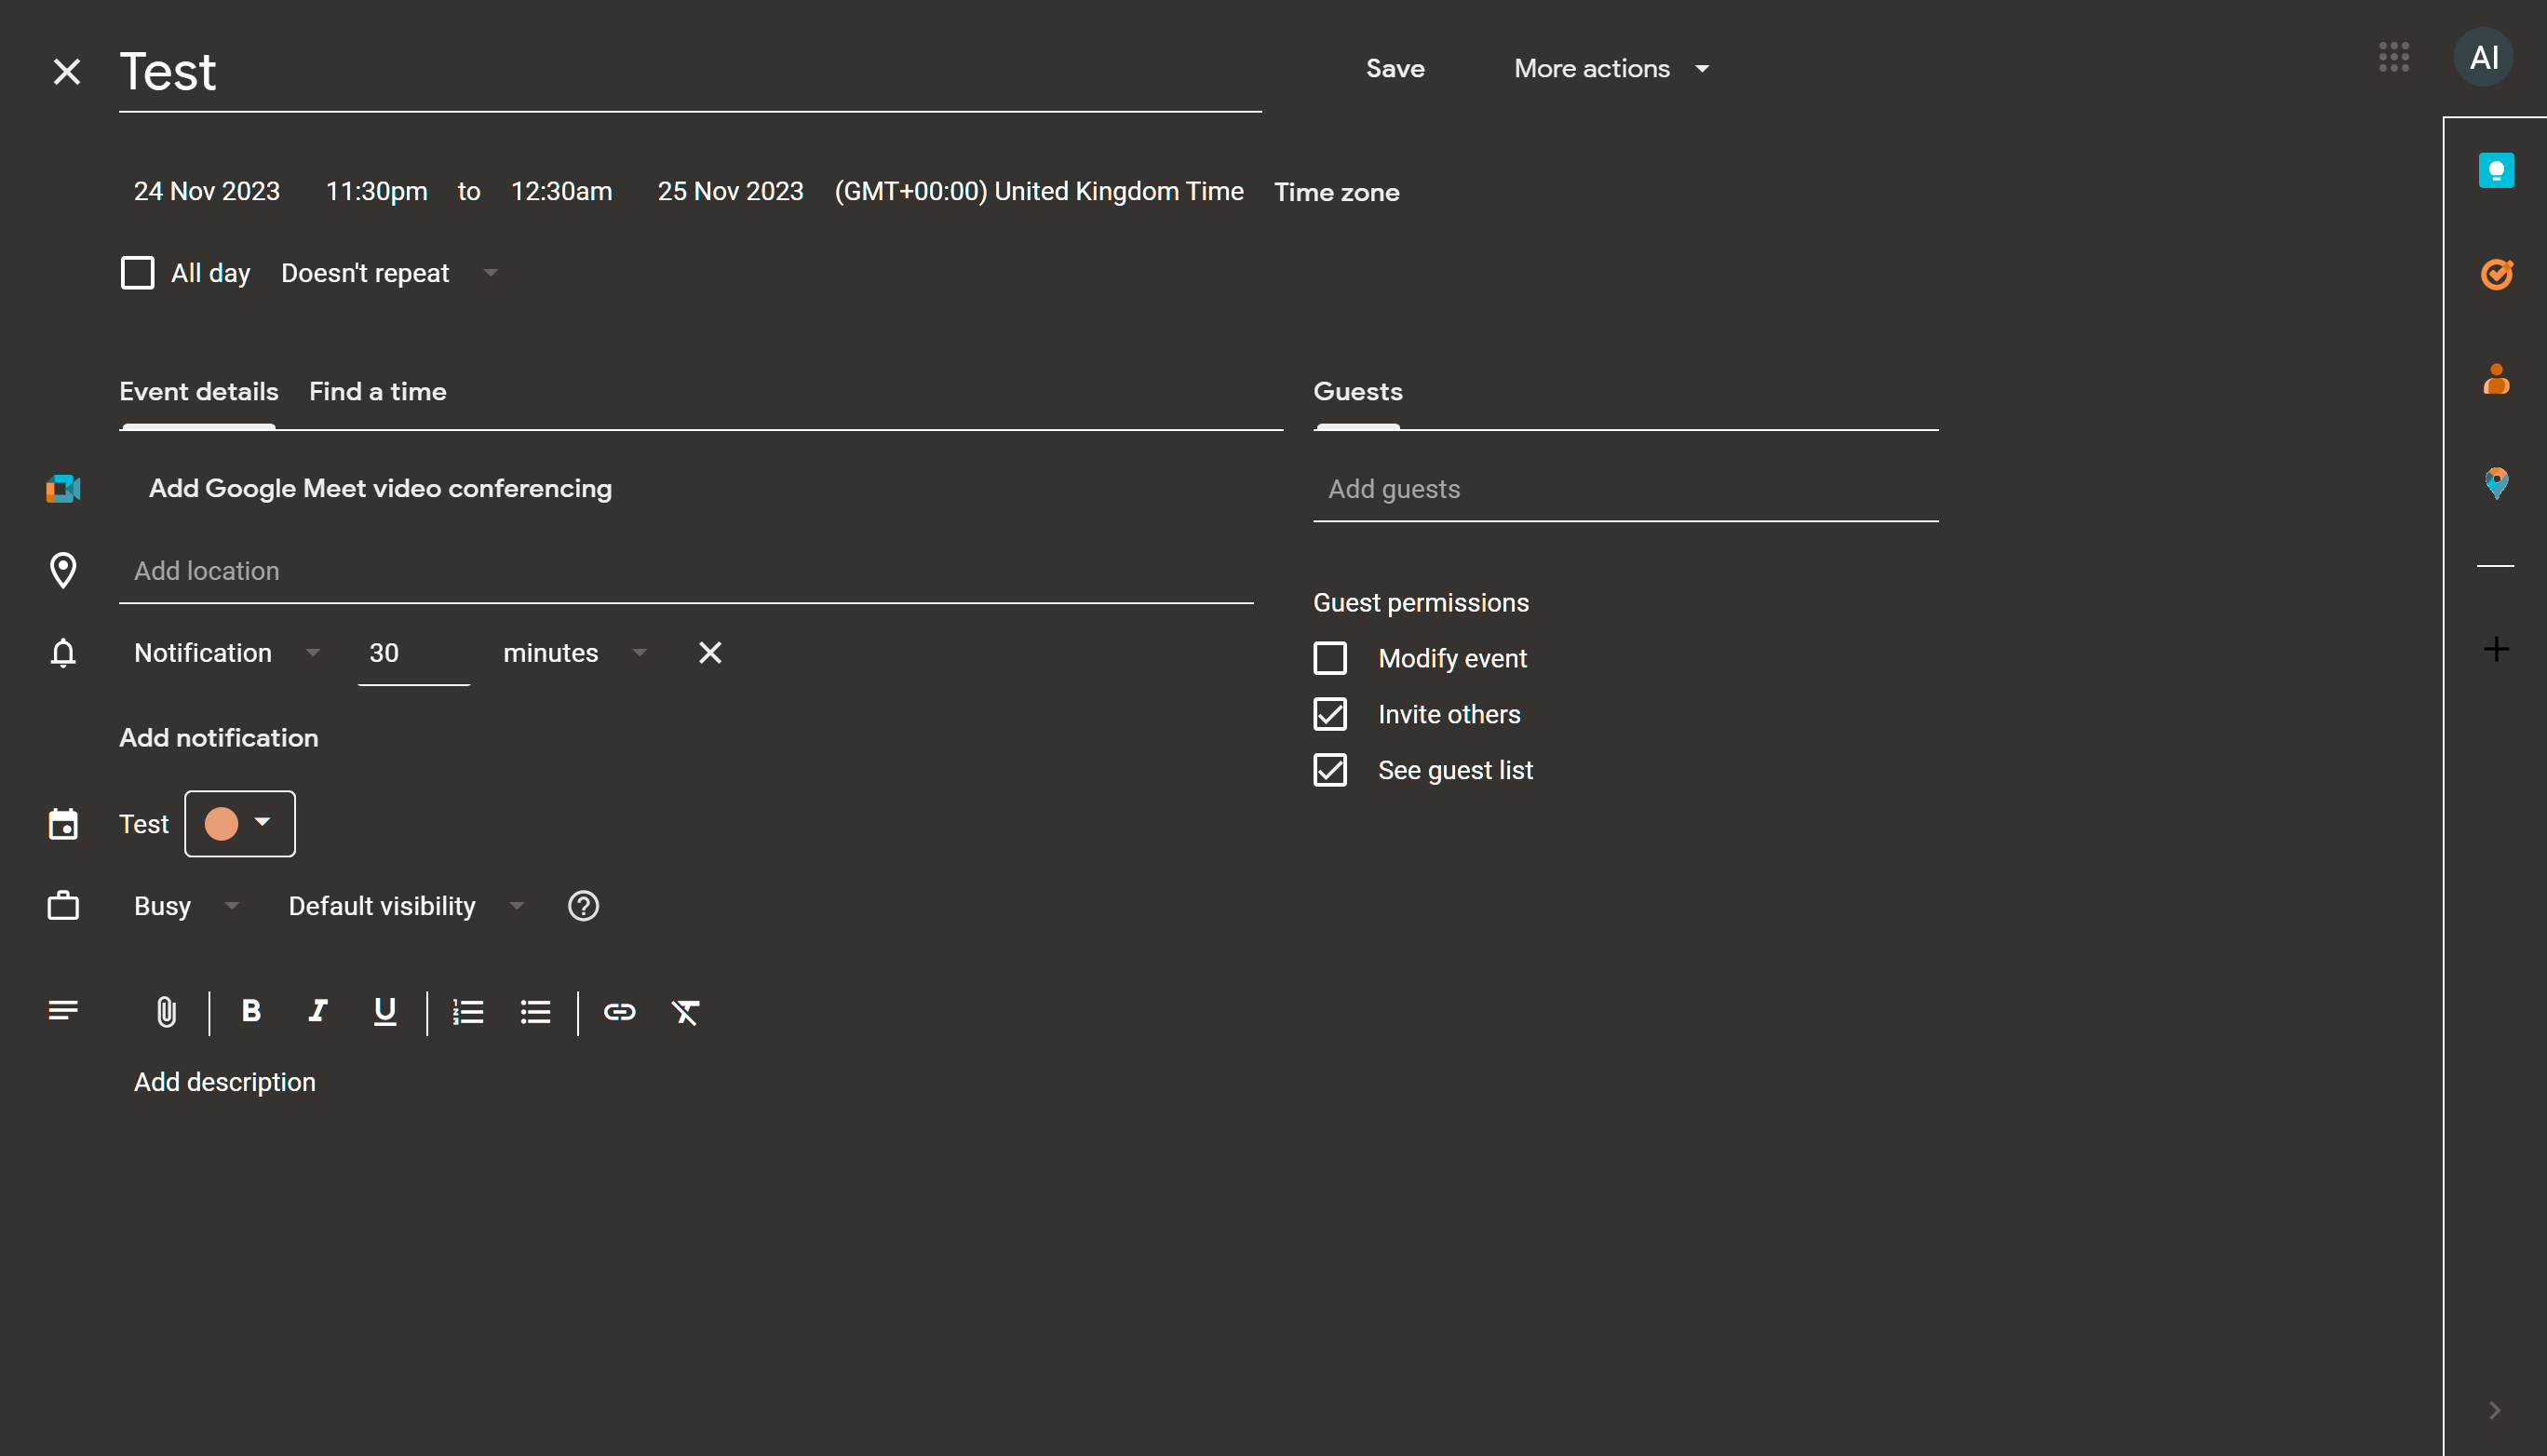 Test
Save
More actions
AI
24 Nov 2023 11:30pm to 12:30am 25 Nov 2023 (GMT+00:00) United Kingdom Time Time zone
All day Doesn't repeat
Event details Find a time
Guests
Add Google Meet video conferencing
Add guests
Add location
Guest permissions
Notification 30 minutes
Modify event
Invite others
Add notification
See guest list
Test
Busy Default visibility
B I U
Add description